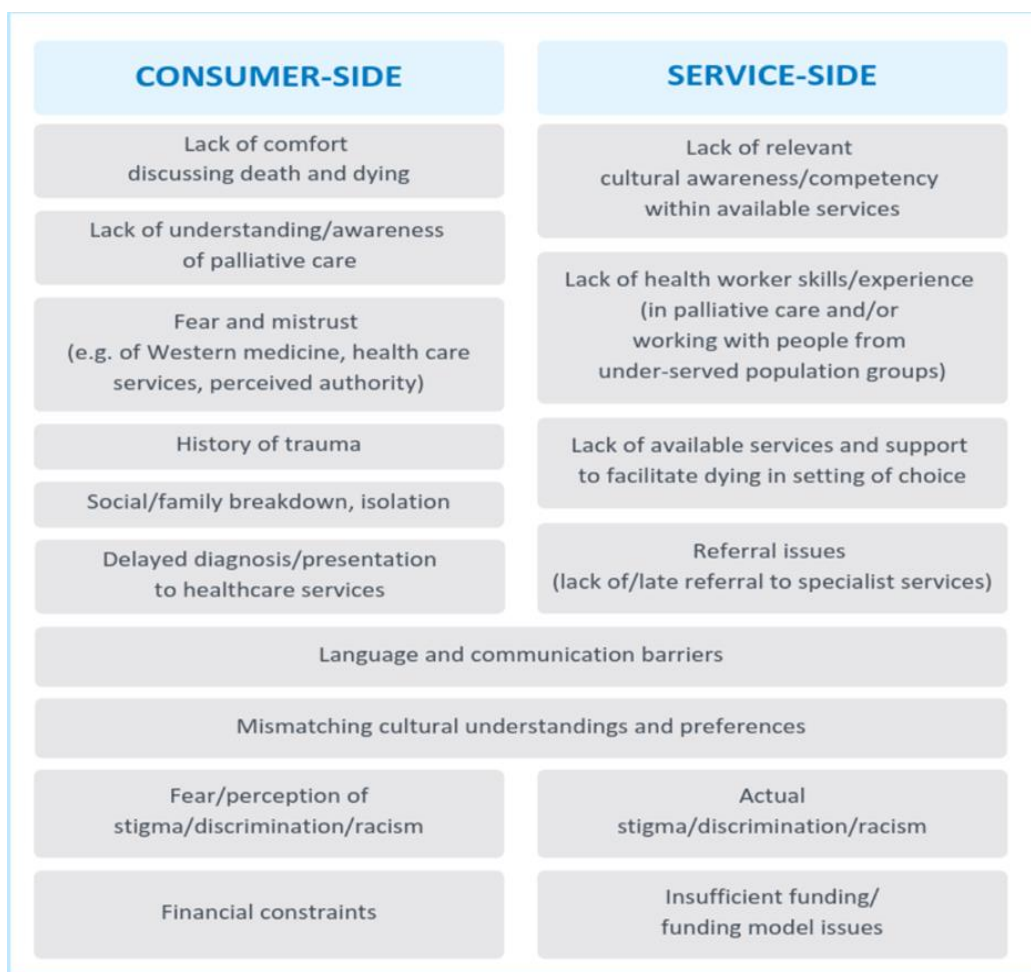 CONSUMER-SIDE
Lack of comfort
discussing death and dying
Lack of understanding/awareness
of palliative care
Fear and mistrust
(e.g. of Western medicine, health care
services, perceived authority)
History of trauma
Social/family breakdown, isolation
Delayed diagnosis/presentation
to healthcare services
SERVICE-SIDE
Lack of relevant
cultural awareness/competency
within available services
Lack of health worker skills/experience
(in palliative care and/or
working with people from
under-served population groups)
Lack of available services and support
to facilitate dying in setting of choice
Referral issues
(lack of/late referral to specialist services)
Language and communication barriers
Mismatching cultural understandings and preferences
Fear/perception of
stigma/discrimination/racism
Actual
stigma/discrimination/racism
Financial constraints
Insufficient funding/
funding model issues